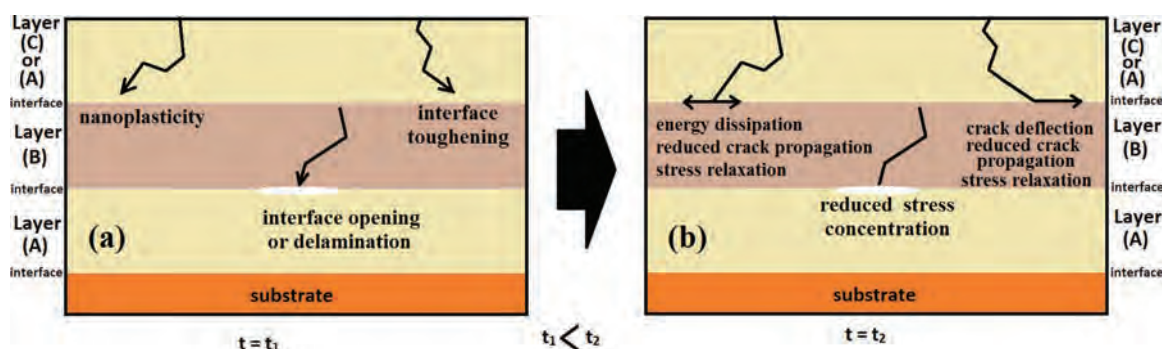 Layer
(C)
or
(A)
interface
Layer
(B)
interface
Layer
(A)
interface
nanoplasticity
interface
toughening
interface opening
or delamination
(a)
substrate
t = t₁
t₁ < t₂
energy dissipation
reduced crack propagation
stress relaxation
crack deflection
reduced crack
propagation
stress relaxation
reduced stress
concentration
(b)
substrate
t = t₂
Layer
(C)
or
(A)
interface
Layer
(B)
interface
Layer
(A)
interface